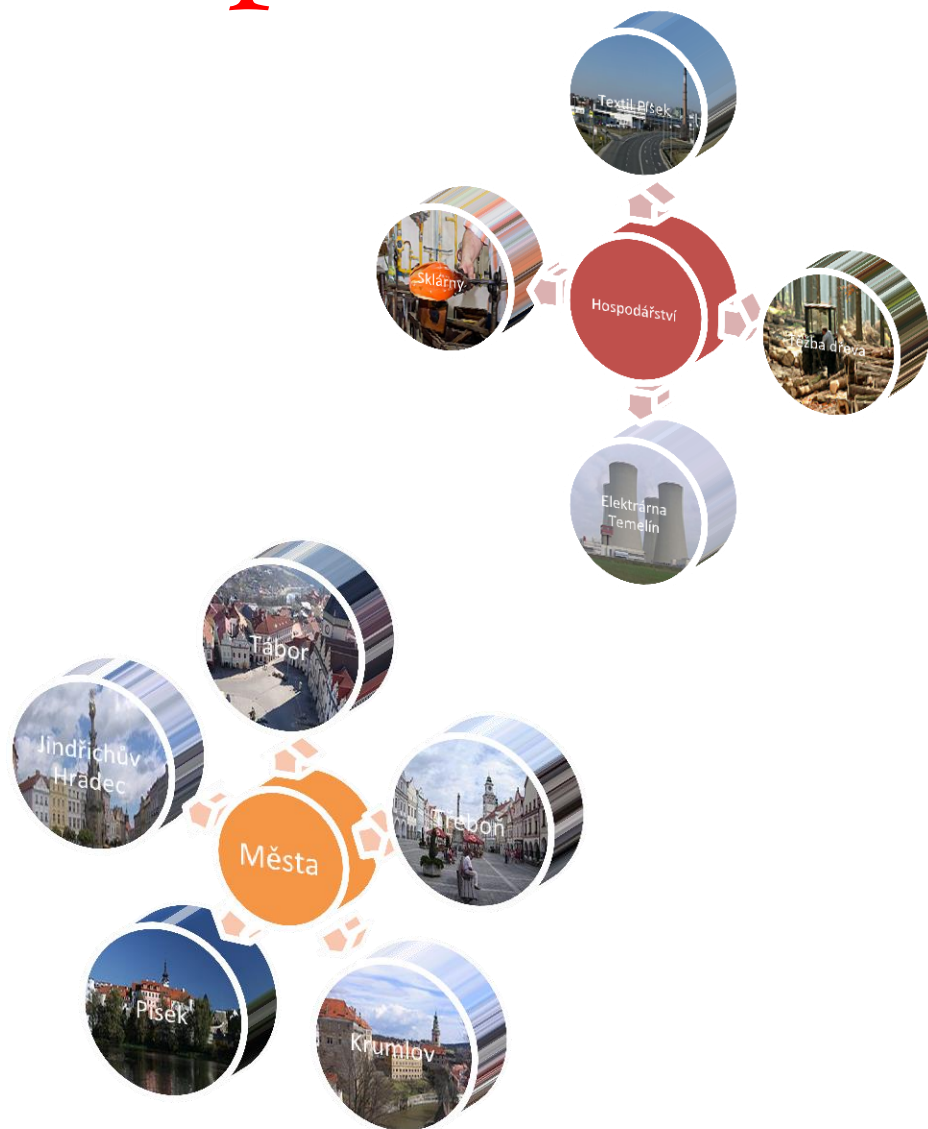 Textil Písek
Sklárny
Hospodářství
Těžba dřeva
Elektrárna
Temelín
Tábor
Jindřichův
Hradec
Třeboň
Města
Písek
Krumlov